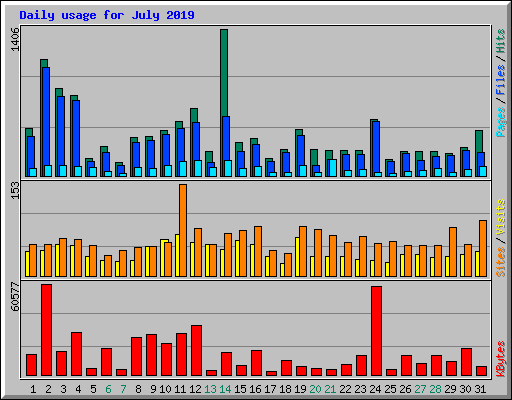 Daily usage for July 2019
1406
Pages / Files / Hits
153
Sites / Visits
60577
KBytes
1 2 3 4 5 6 7 8 9 10 11 12 13 14 15 16 17 18 19 20 21 22 23 24 25 26 27 28 29 30 31